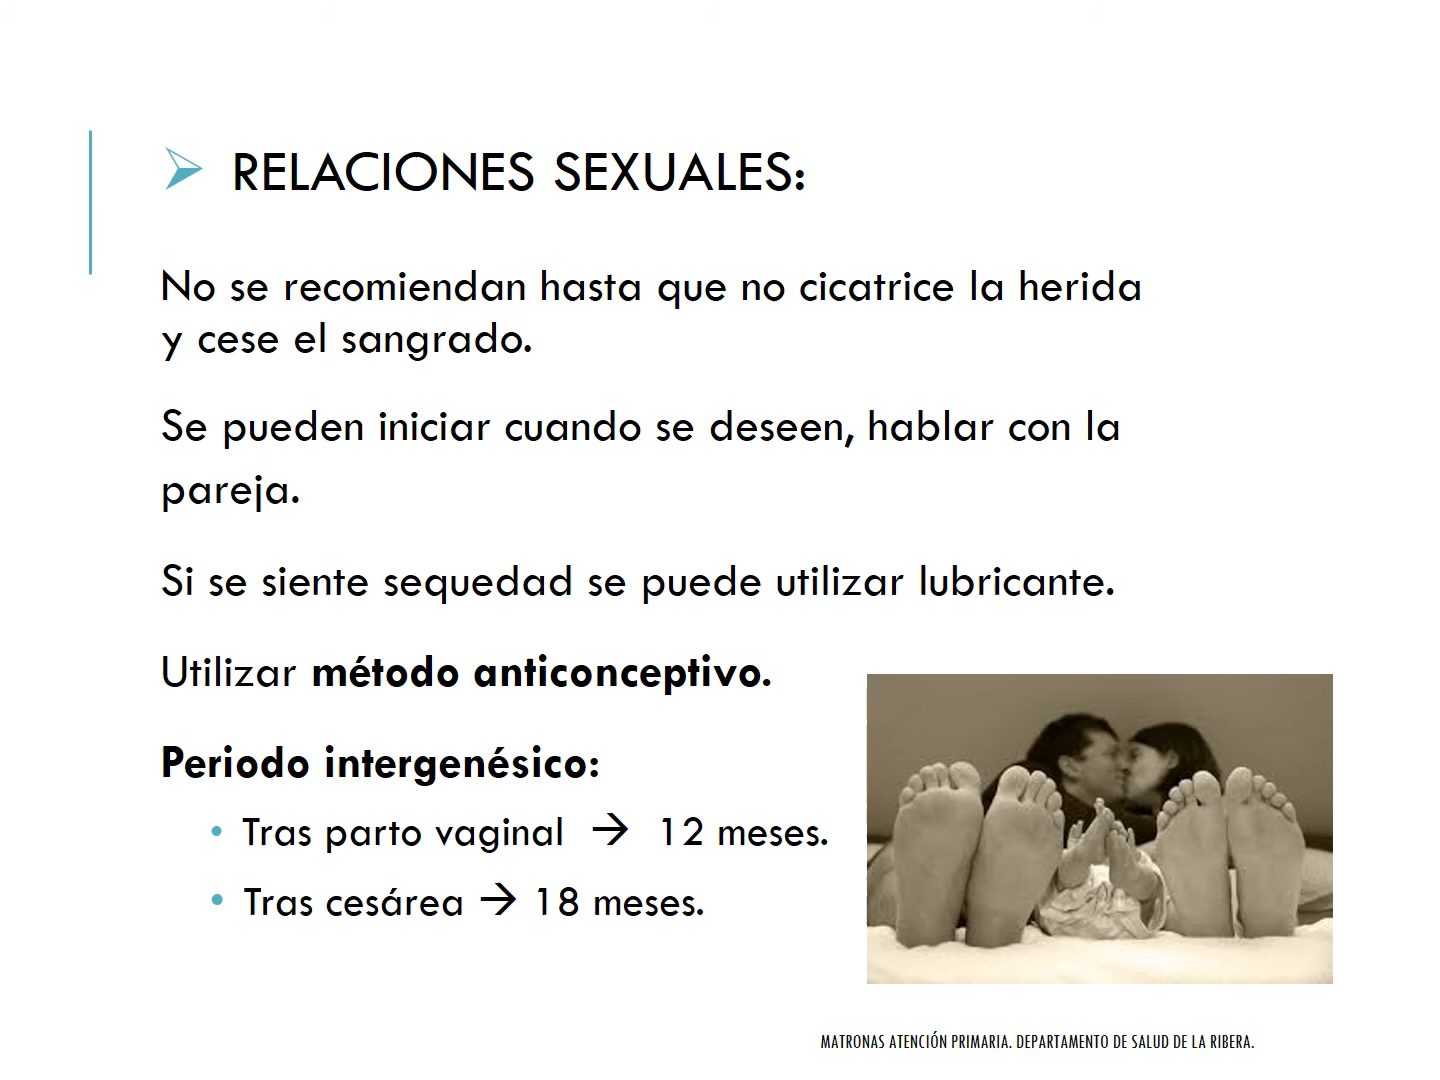 RELACIONES SEXUALES:
No se recomiendan hasta que no cicatrice la herida
y cese el sangrado.
Se pueden iniciar cuando se deseen, hablar con la
pareja.
Si se siente sequedad se puede utilizar lubricante.
Utilizar método anticonceptivo.
Periodo intergenésico:
• Tras parto vaginal → 12 meses.
• Tras cesárea → 18 meses.
MATRONAS ATENCIÓN PRIMARIA. DEPARTAMENTO DE SALUD DE LA RIBERA.